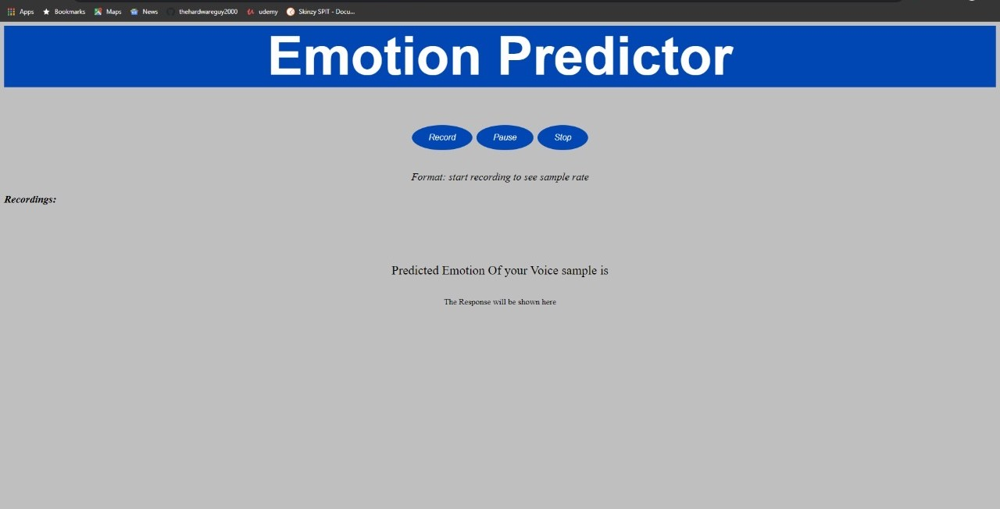 Apps Bookmarks Maps News thehardwareguy2000 udemy Skinzy SPIT - Docu...
Emotion Predictor
Record Pause Stop
Format: start recording to see sample rate
Recordings:
Predicted Emotion Of your Voice sample is
The Response will be shown here